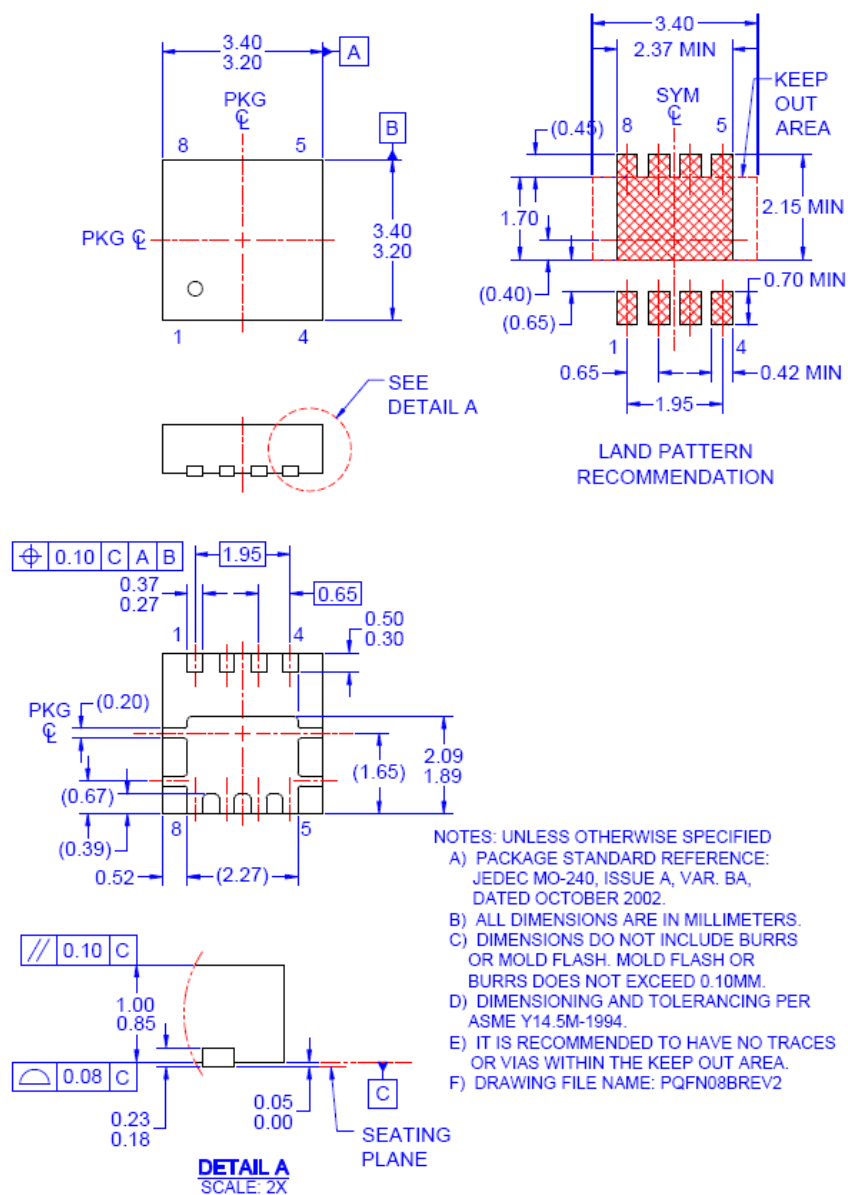 3.40
3.20
A
PKG
℄
B
8
5
PKG ℄
3.40
3.20
1
4
3.40
2.37 MIN
KEEP
OUT
AREA
SYM
℄
(0.45)
8
5
1.70
2.15 MIN
(0.40)
0.70 MIN
(0.65)
1
4
0.65
0.42 MIN
1.95
LAND PATTERN
RECOMMENDATION
SEE
DETAIL A
⌖ 0.10 C A B
1.95
0.37
0.27
0.65
1
4
0.50
0.30
(0.20)
PKG
℄
(1.65)
2.09
1.89
(0.67)
(0.39)
8
5
0.52
(2.27)
NOTES: UNLESS OTHERWISE SPECIFIED
A) PACKAGE STANDARD REFERENCE:
JEDEC MO-240, ISSUE A, VAR. BA,
DATED OCTOBER 2002.
B) ALL DIMENSIONS ARE IN MILLIMETERS.
C) DIMENSIONS DO NOT INCLUDE BURRS
OR MOLD FLASH. MOLD FLASH OR
BURRS DOES NOT EXCEED 0.10MM.
D) DIMENSIONING AND TOLERANCING PER
ASME Y14.5M-1994.
E) IT IS RECOMMENDED TO HAVE NO TRACES
OR VIAS WITHIN THE KEEP OUT AREA.
F) DRAWING FILE NAME: PQFN08BREV2
// 0.10 C
1.00
0.85
⌓ 0.08 C
0.23
0.18
0.05
0.00
C
SEATING
PLANE
DETAIL A
SCALE: 2X